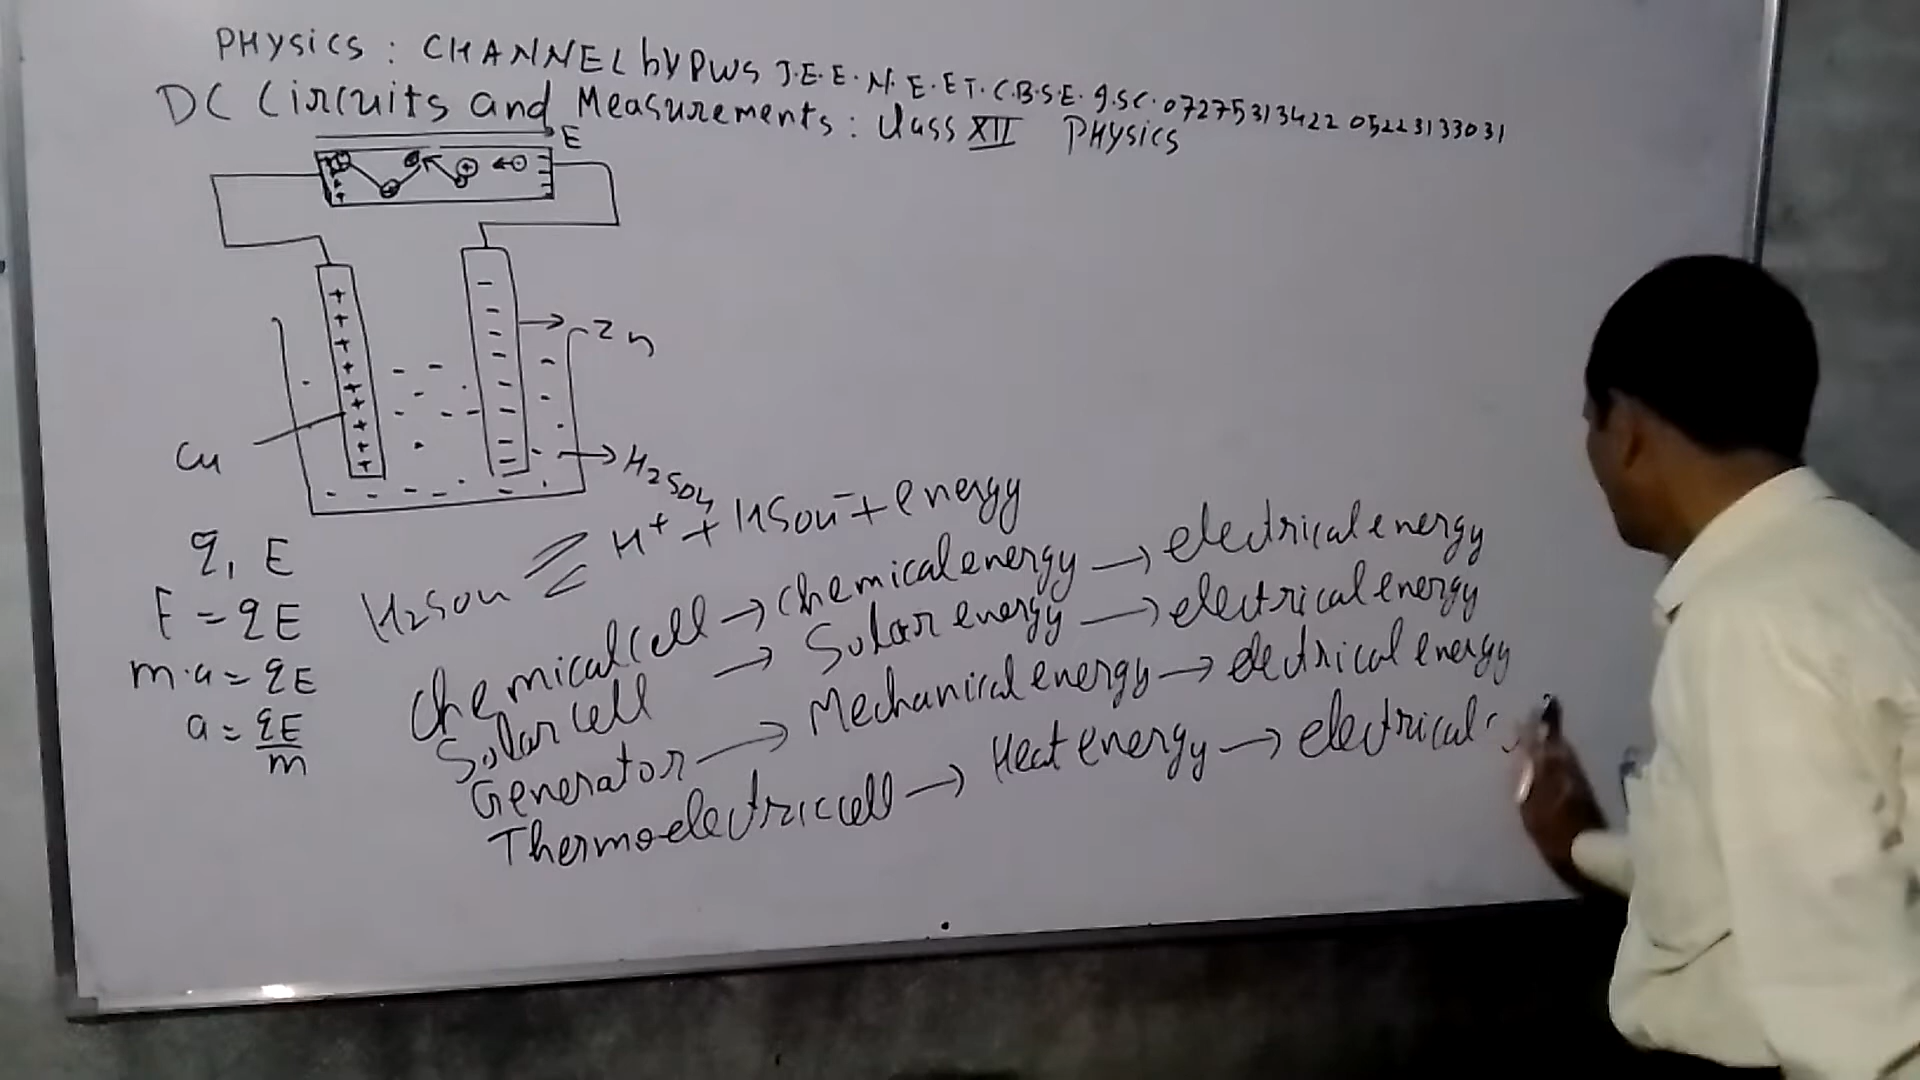 PHYSICS : CHANNEL bY PWS J.E.E. N.E.ET. C.B.S.E. I.SC. 07275313422 05223133031
DC Circuits and Measurements : Class XII PHYSICS
E
+ + + + + + + + +
Zn
Cu
H2SO4
q, E
F = qE
m.a = qE
a = qE/m
H2SO4 ⇌ H+ + HSO4- + energy
Chemical cell → Chemical energy → electrical energy
Solar cell → Solar energy → electrical energy
Generator → Mechanical energy → electrical energy
Thermoelectric cell → Heat energy → electrical